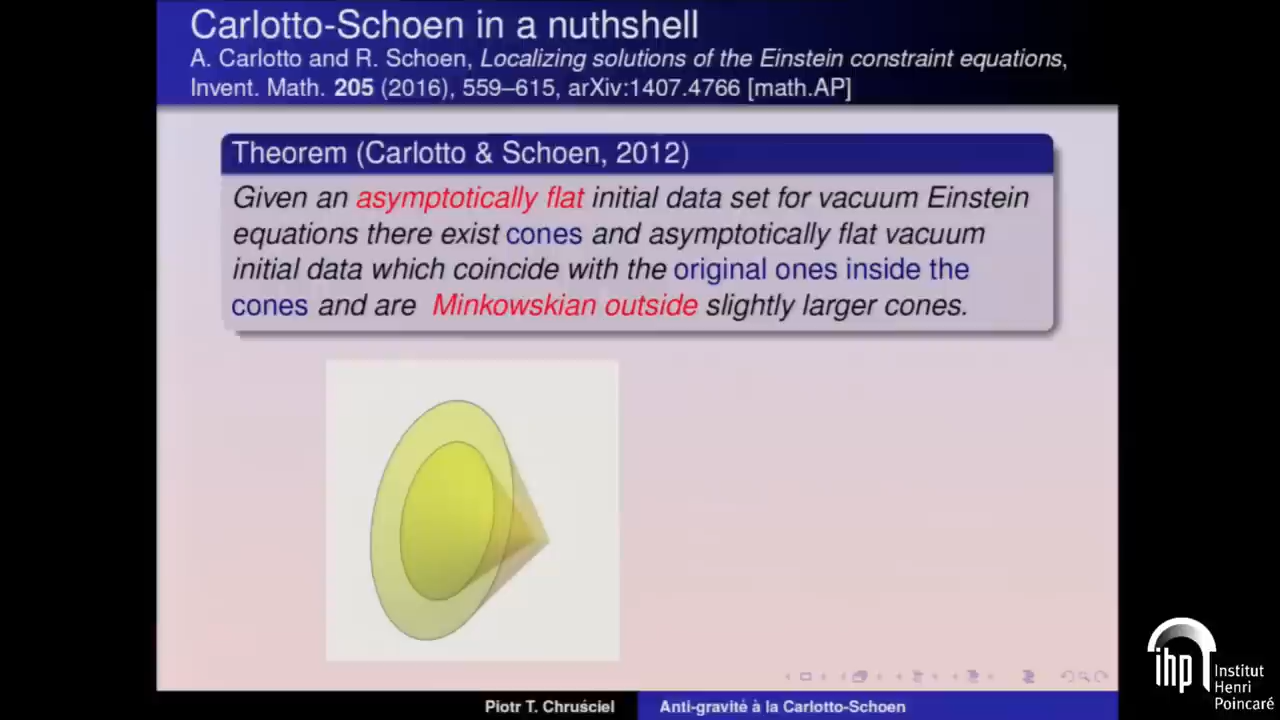 Carlotto-Schoen in a nuthshell
A. Carlotto and R. Schoen, Localizing solutions of the Einstein constraint equations,
Invent. Math. 205 (2016), 559–615, arXiv:1407.4766 [math.AP]
Theorem (Carlotto & Schoen, 2012)
Given an asymptotically flat initial data set for vacuum Einstein
equations there exist cones and asymptotically flat vacuum
initial data which coincide with the original ones inside the
cones and are Minkowskian outside slightly larger cones.
Piotr T. Chruściel
Anti-gravité à la Carlotto-Schoen
ihp
Institut
Henri
Poincaré